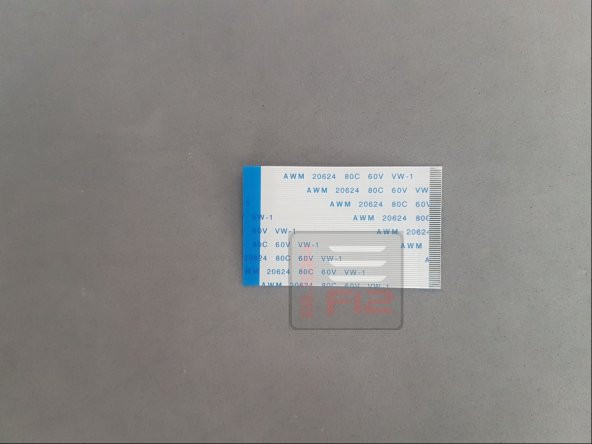 AWM 20624 80C 60V VW-1
AWM 20624 80C 60V VW
AWM 20624 80C 60V
VW-1 AWM 20624 80C
60V VW-1 AWM 20624
80C 60V VW-1 AWM
20624 80C 60V VW-1 A
AWM 20624 80C 60V VW-1
AWM 20624 80C 60V VW-1